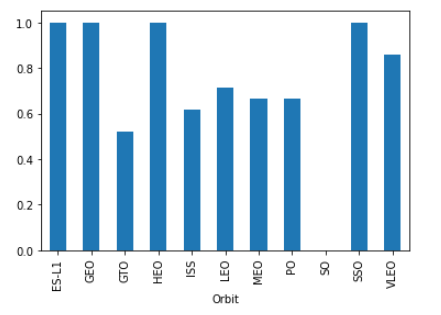 1.0
0.8
0.6
0.4
0.2
0.0
ES-L1
GEO
GTO
HEO
ISS
LEO
MEO
PO
SO
SSO
VLEO
Orbit